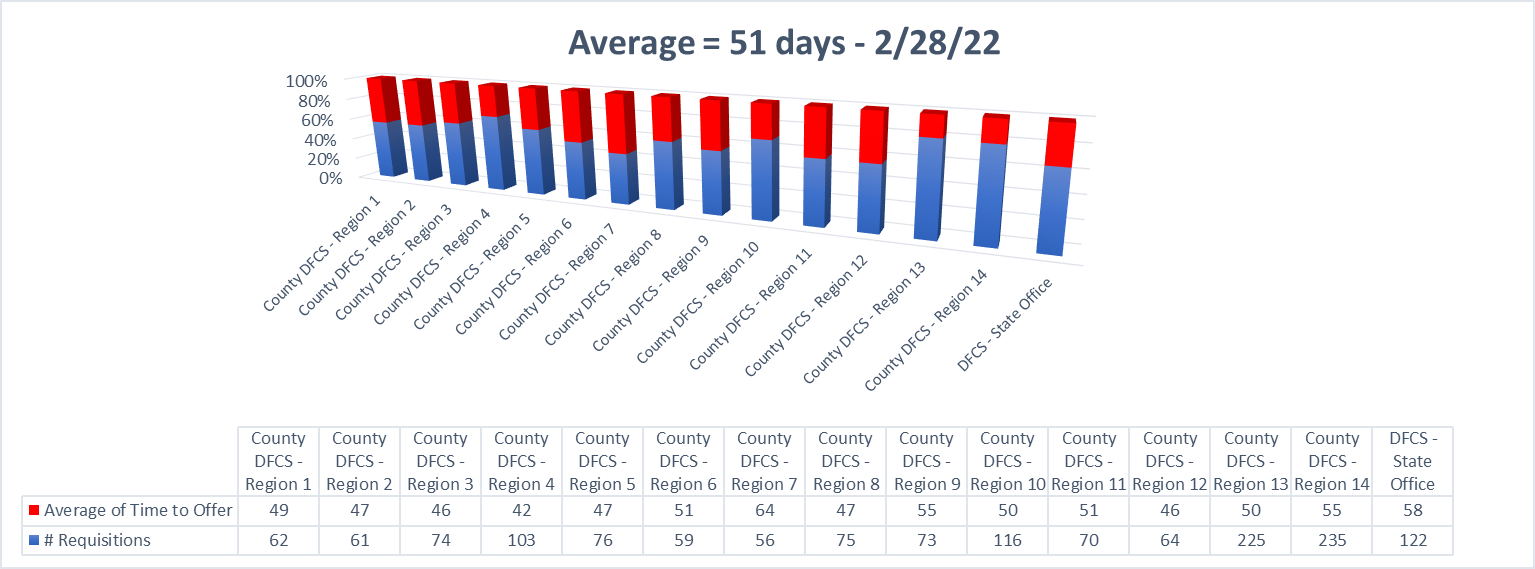 Average = 51 days - 2/28/22
100%
80%
60%
40%
20%
0%
County DFCS - Region 1
County DFCS - Region 2
County DFCS - Region 3
County DFCS - Region 4
County DFCS - Region 5
County DFCS - Region 6
County DFCS - Region 7
County DFCS - Region 8
County DFCS - Region 9
County DFCS - Region 10
County DFCS - Region 11
County DFCS - Region 12
County DFCS - Region 13
County DFCS - Region 14
DFCS - State Office
County County County County County County County County County County County County County County DFCS -
DFCS - DFCS - DFCS - DFCS - DFCS - DFCS - DFCS - DFCS - DFCS - DFCS - DFCS - DFCS - DFCS - DFCS - State
Region 1 Region 2 Region 3 Region 4 Region 5 Region 6 Region 7 Region 8 Region 9 Region 10 Region 11 Region 12 Region 13 Region 14 Office
Average of Time to Offer 49 47 46 42 47 51 64 47 55 50 51 46 50 55 58
# Requisitions 62 61 74 103 76 59 56 75 73 116 70 64 225 235 122